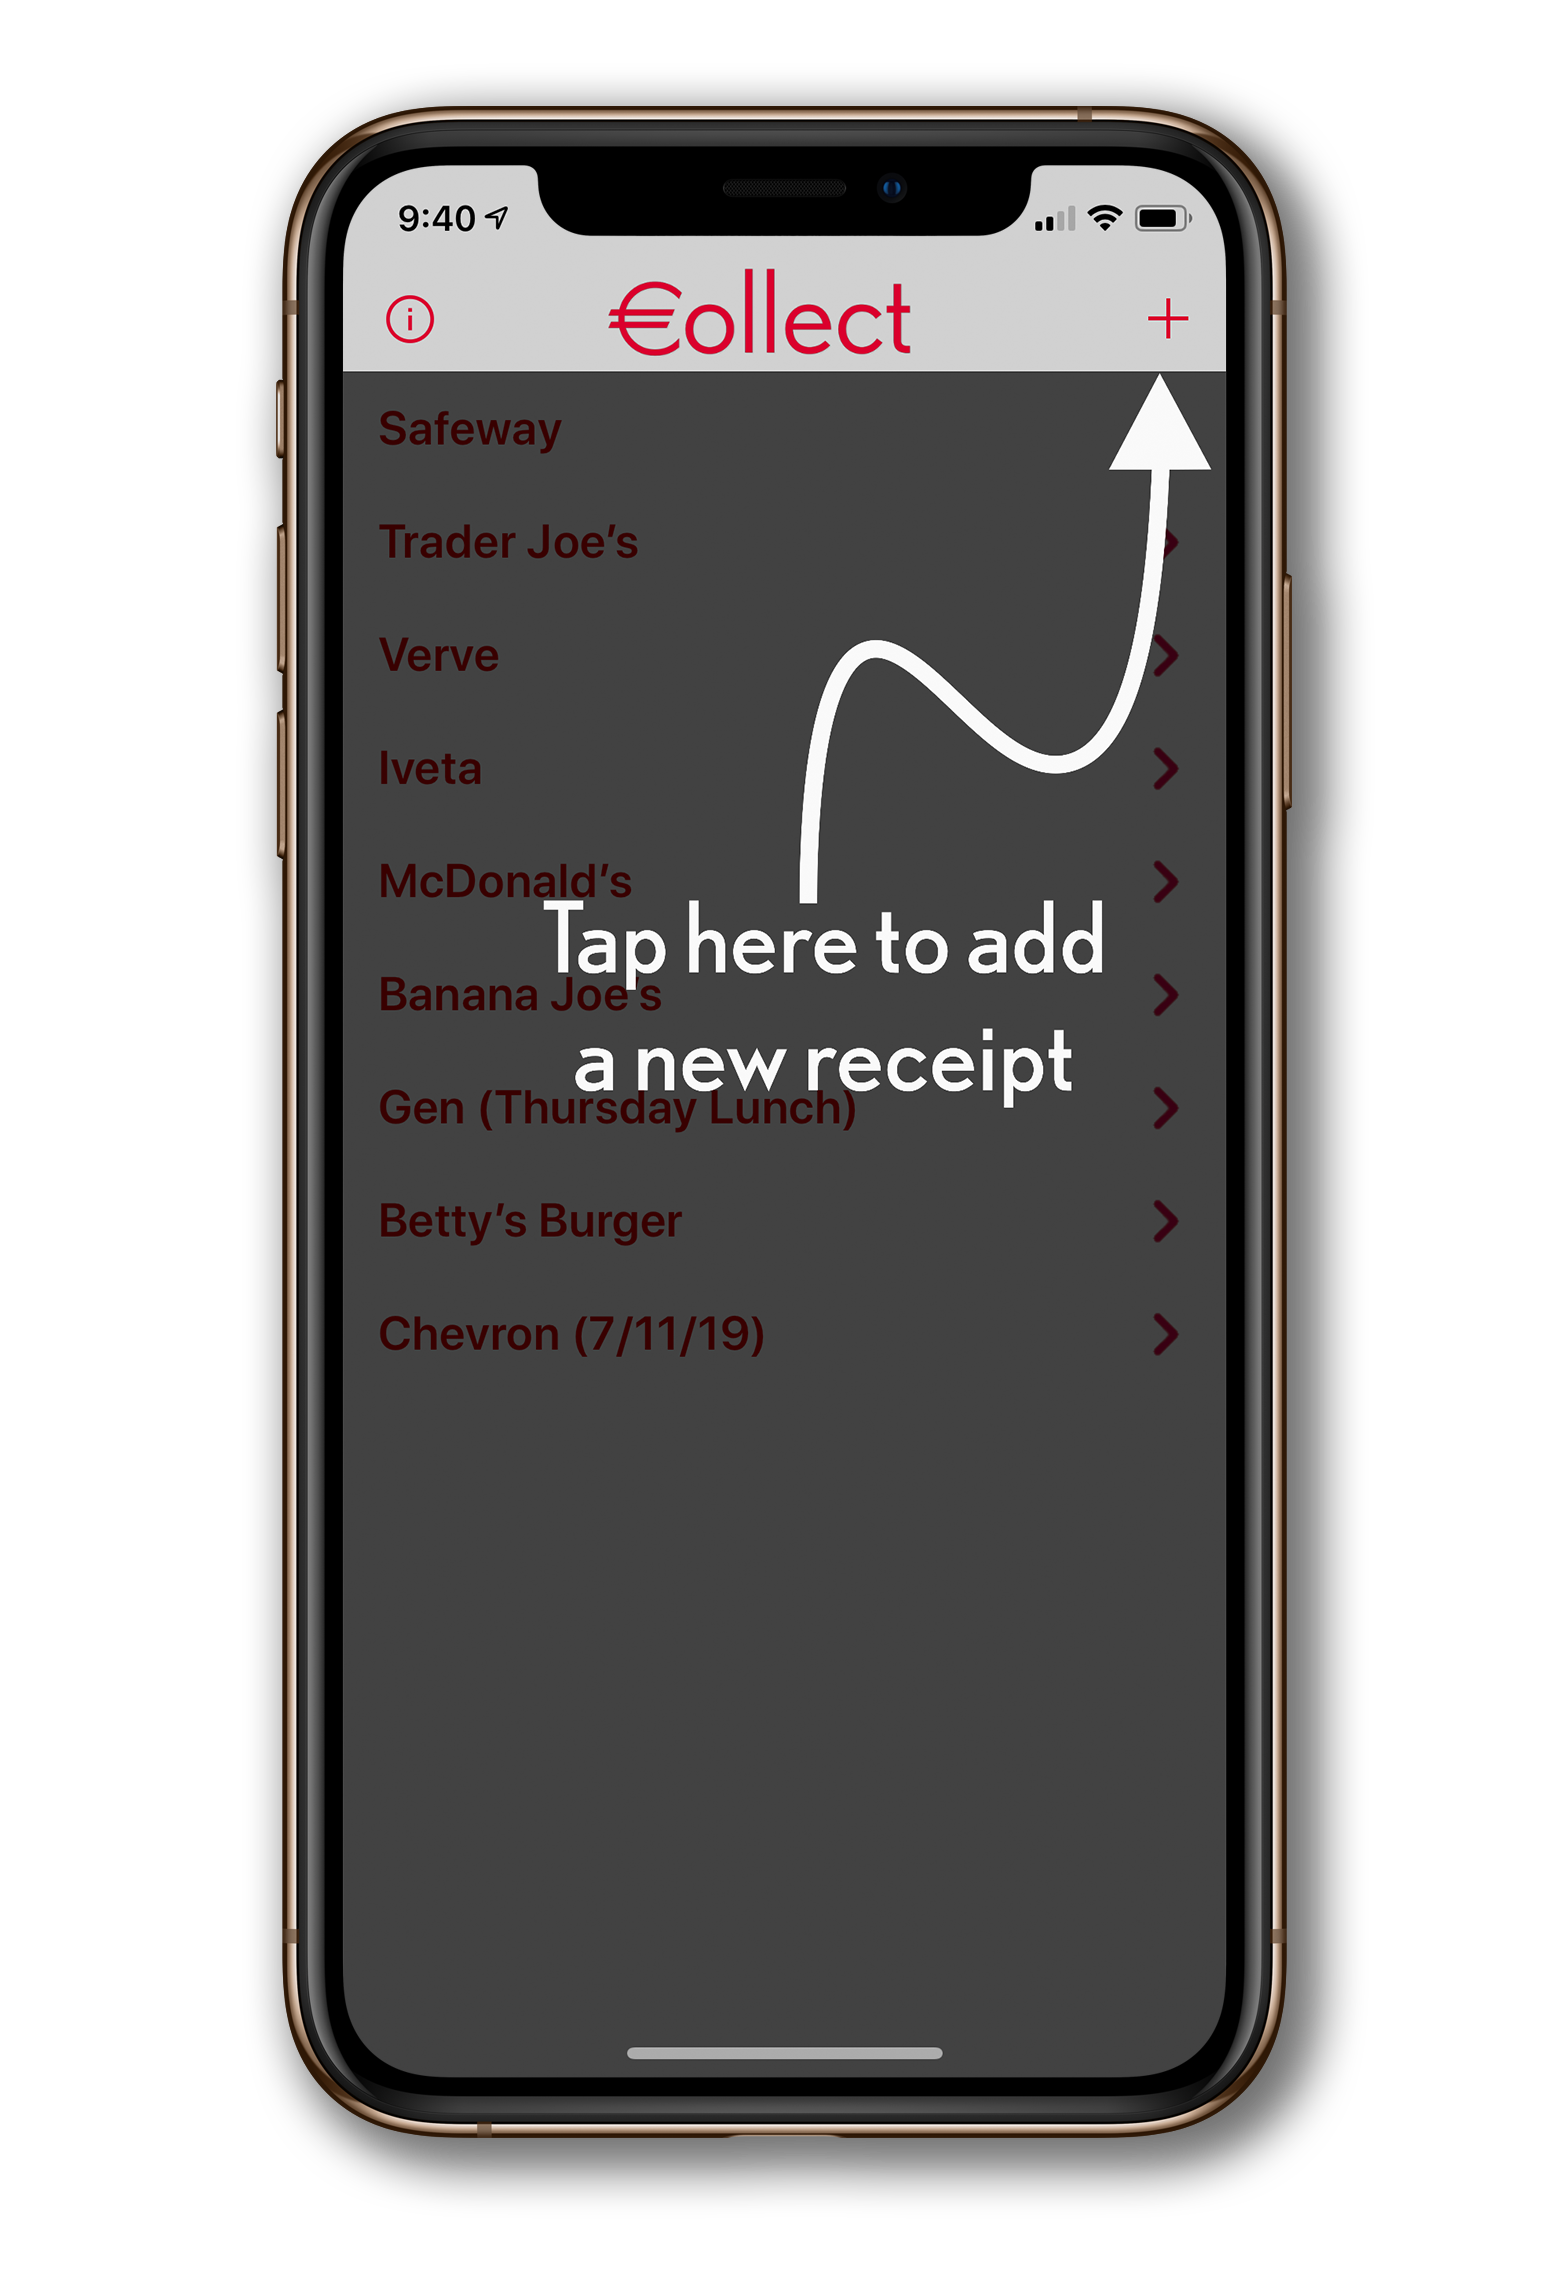 9:40
€ollect
Safeway
Trader Joe’s
Verve
Iveta
McDonald’s
Tap here to add
Banana Joe’s
a new receipt
Gen (Thursday Lunch)
Betty’s Burger
Chevron (7/11/19)